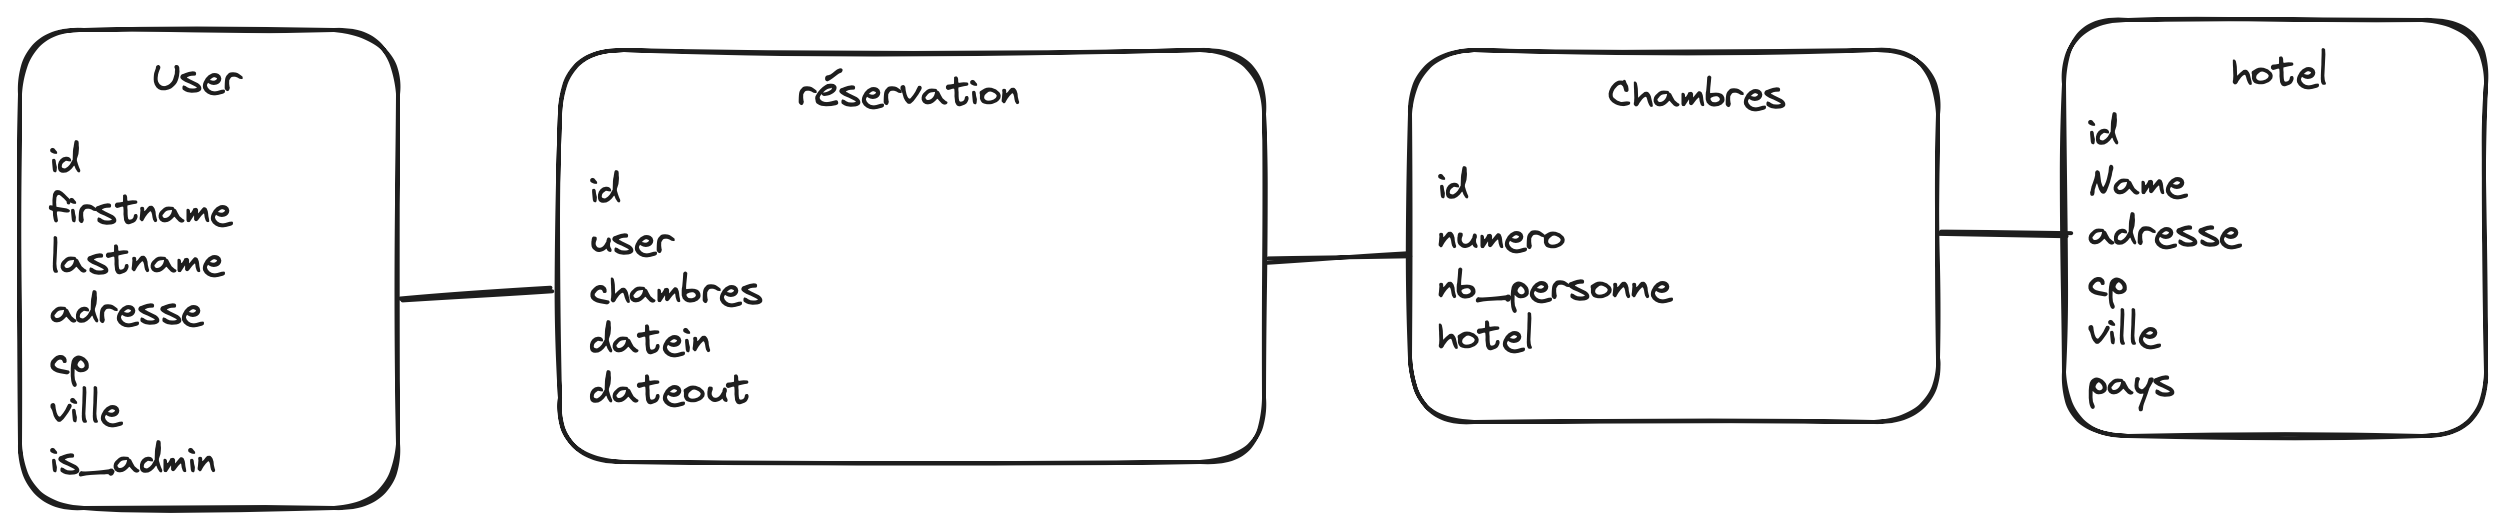 User
id
firstname
lastname
adresse
cp
ville
is_admin
réservation
id
user
chambres
datein
dateout
Chambres
id
numero
nb_personnes
hotel
hotel
id
Name
adresse
cp
ville
pays